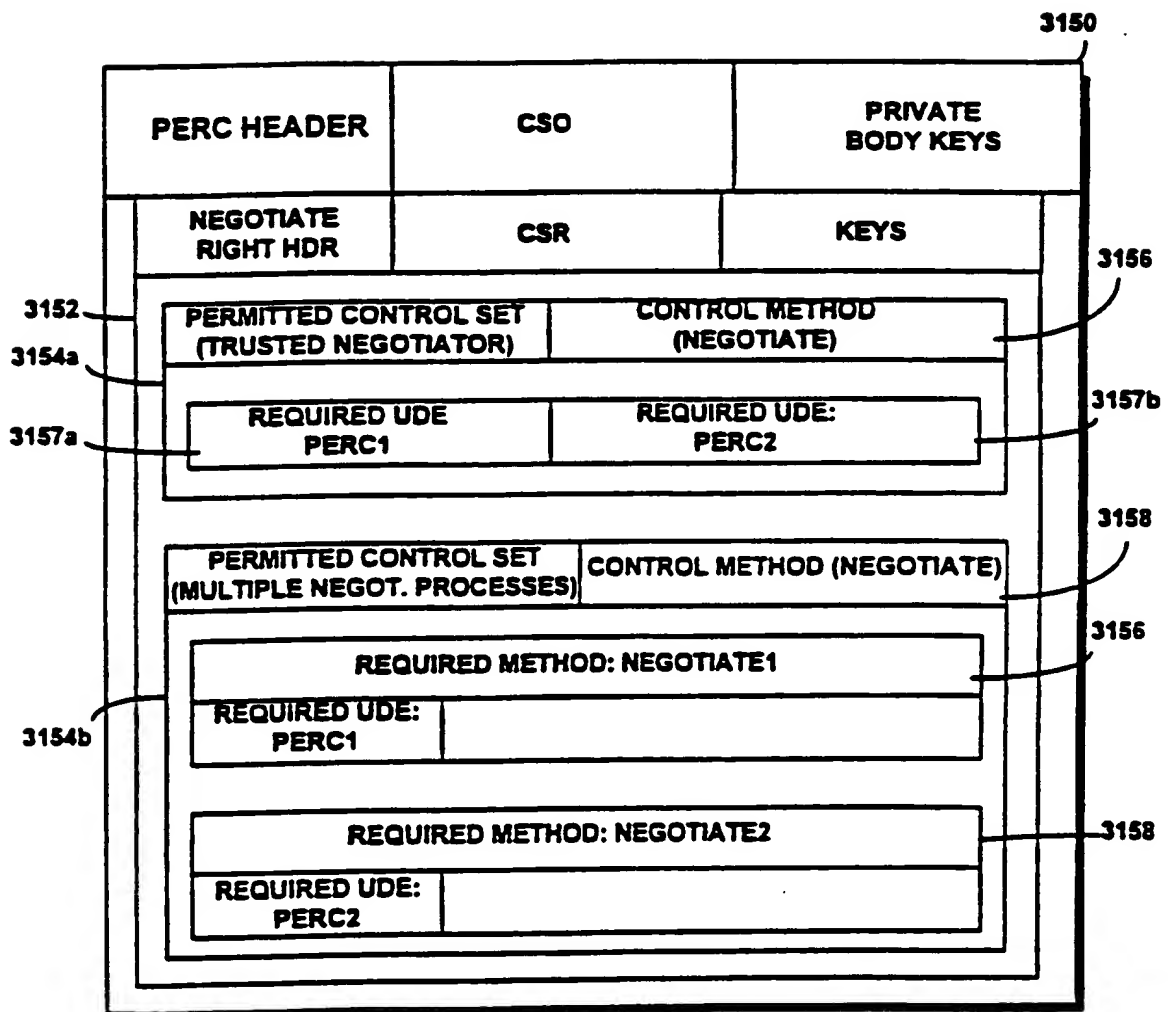 3150
PERC HEADER
CSO
PRIVATE
BODY KEYS
NEGOTIATE
RIGHT HDR
CSR
KEYS
3156
3152
PERMITTED CONTROL SET
(TRUSTED NEGOTIATOR)
CONTROL METHOD
(NEGOTIATE)
3154a
3157b
REQUIRED UDE
PERC1
REQUIRED UDE:
PERC2
3157a
3158
PERMITTED CONTROL SET
(MULTIPLE NEGOT. PROCESSES)
CONTROL METHOD (NEGOTIATE)
3156
REQUIRED METHOD: NEGOTIATE1
REQUIRED UDE:
PERC1
3154b
REQUIRED METHOD: NEGOTIATE2
3158
REQUIRED UDE:
PERC2